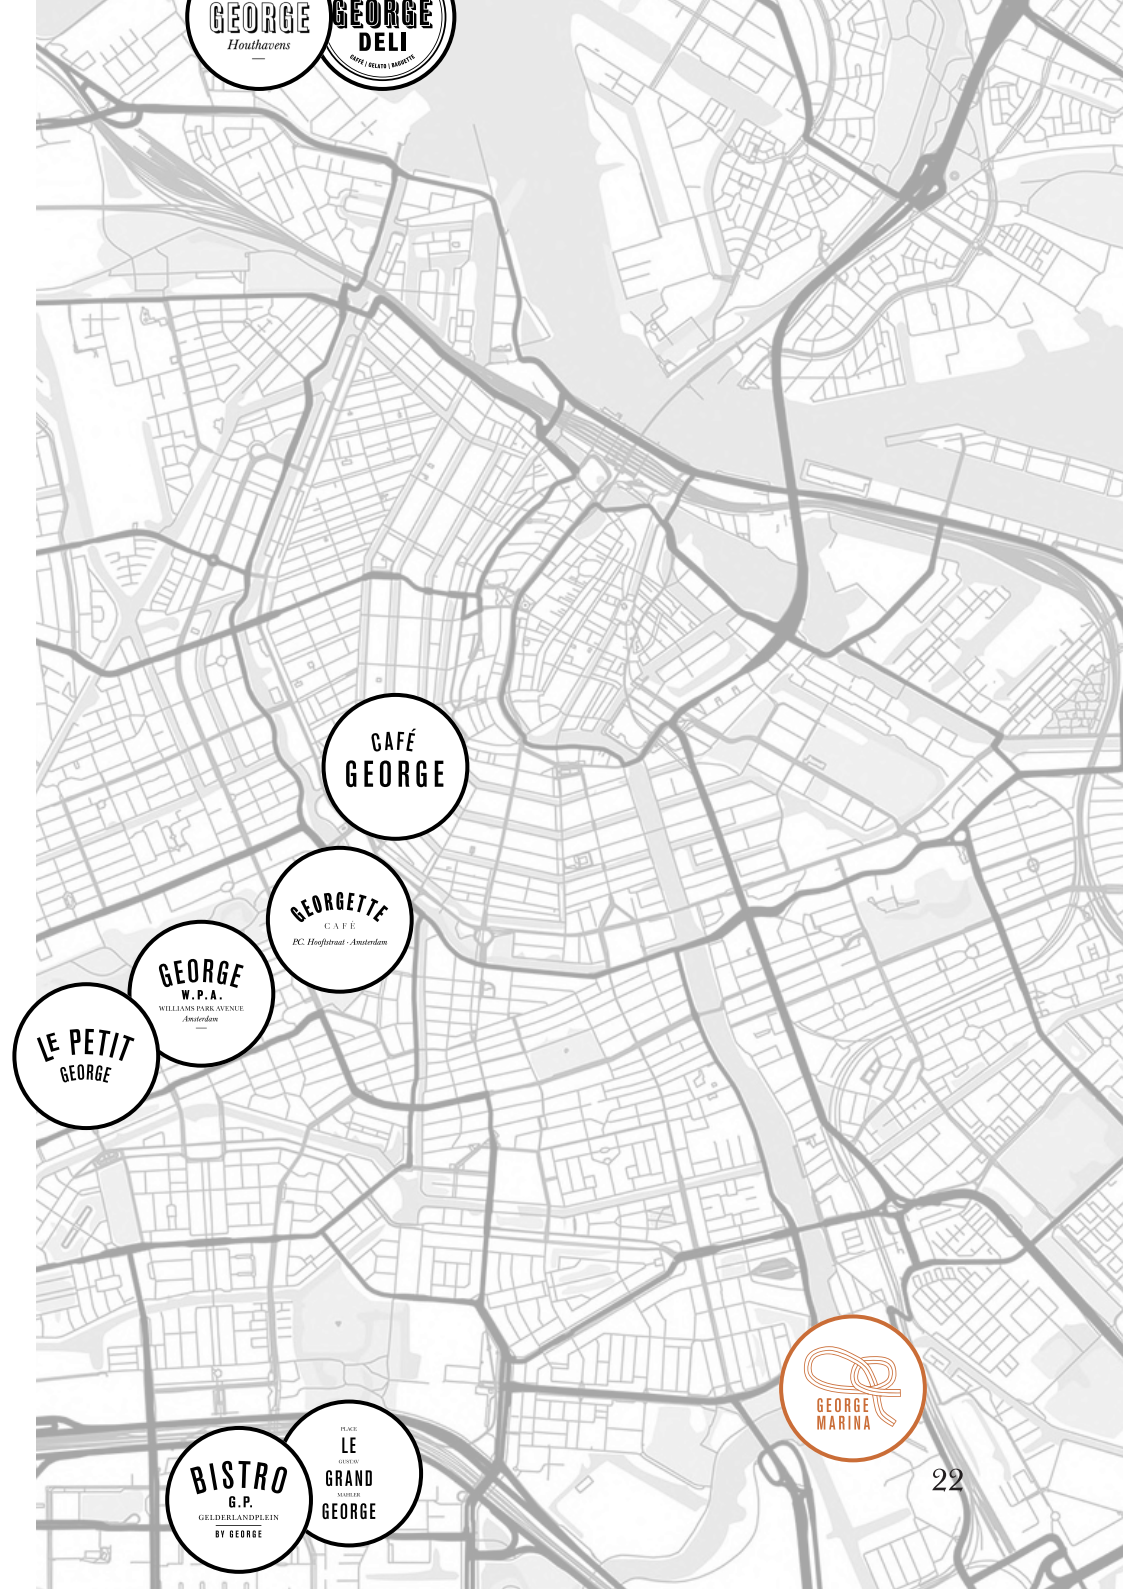 GEORGE
Houthavens
GEORGE
DELI
CAFFÈ | GELATO | BAGUETTE
CAFÉ
GEORGE
GEORGETTE
CAFÉ
P.C. Hooftstraat · Amsterdam
GEORGE
W.P.A.
WILLIAMS PARK AVENUE
Amsterdam
LE PETIT
GEORGE
GEORGE
MARINA
PLACE
LE
GUSTAV
GRAND
MAHLER
GEORGE
BISTRO
G.P.
GELDERLANDPLEIN
BY GEORGE
22